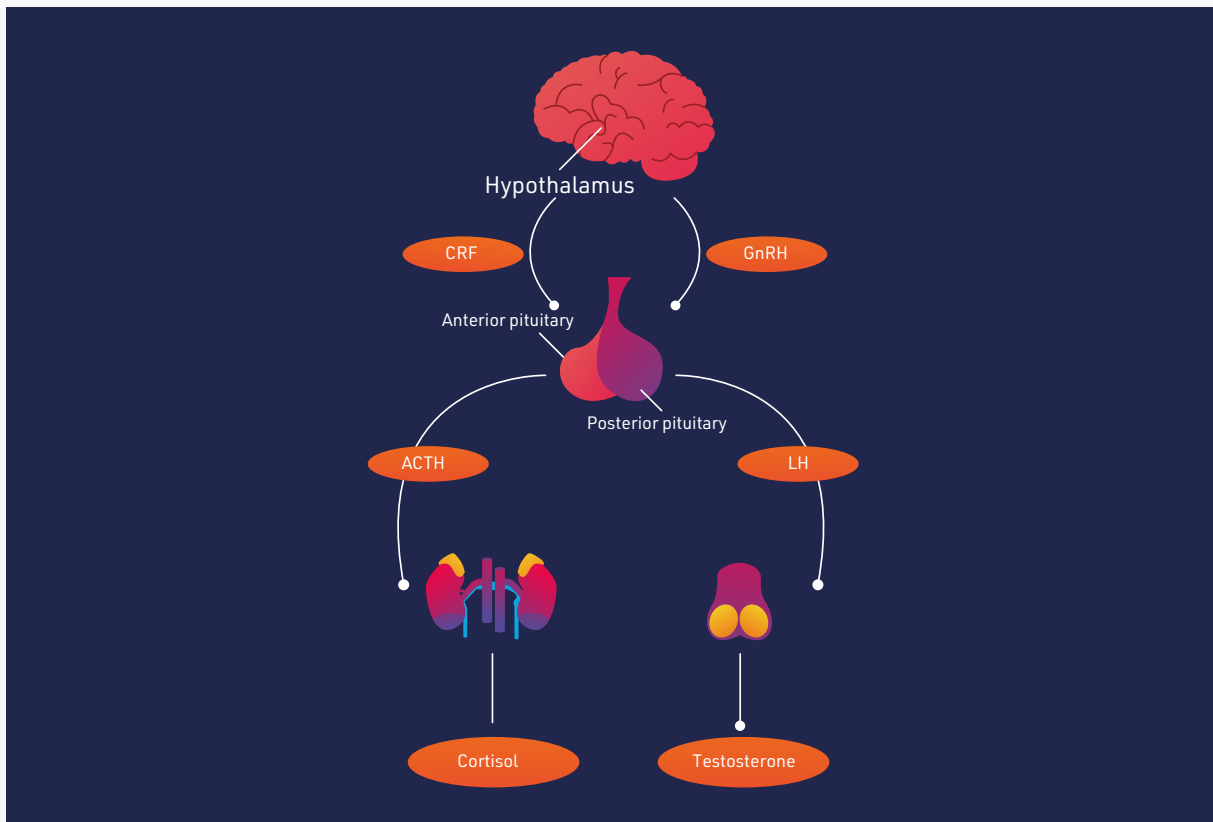 Hypothalamus
CRF
GnRH
Anterior pituitary
Posterior pituitary
ACTH
LH
Cortisol
Testosterone